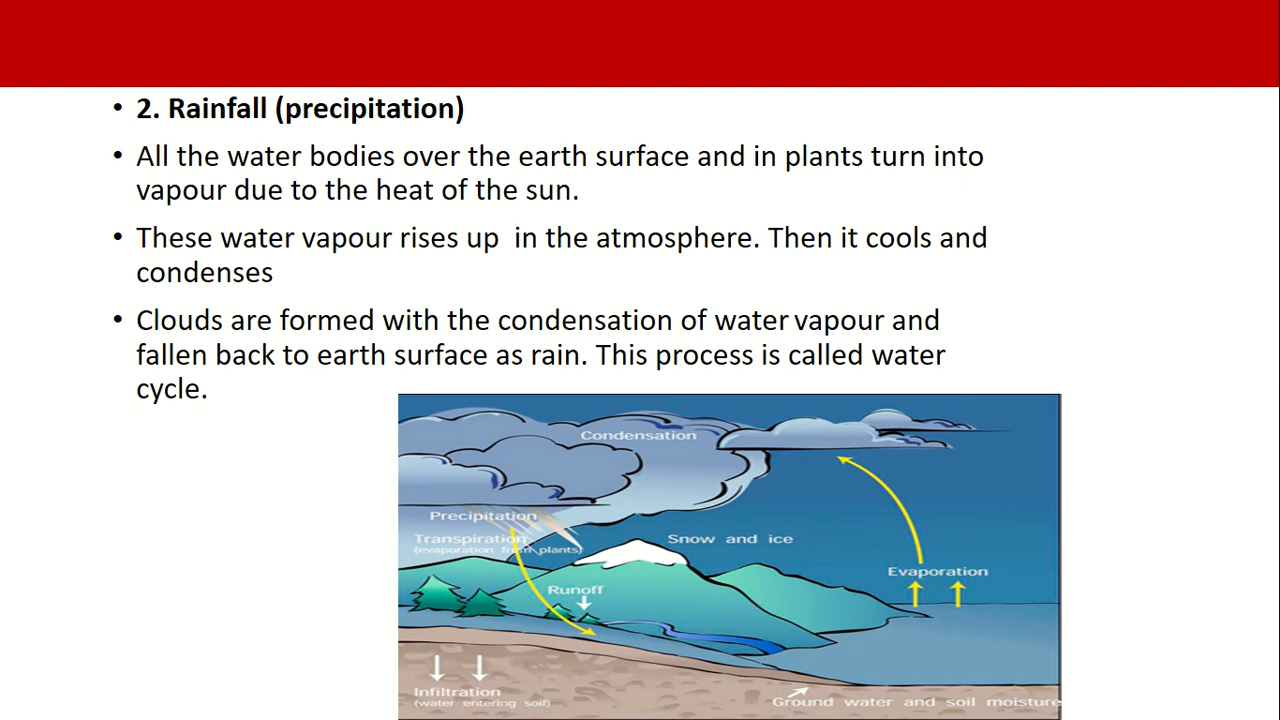 • 2. Rainfall (precipitation)
• All the water bodies over the earth surface and in plants turn into
vapour due to the heat of the sun.
• These water vapour rises up  in the atmosphere. Then it cools and
condenses
• Clouds are formed with the condensation of water vapour and
fallen back to earth surface as rain. This process is called water
cycle.
Condensation
Precipitation
Transpiration
(evaporation from plants)
Snow and ice
Evaporation
Runoff
Infiltration
(water entering soil)
Ground water and soil moisture